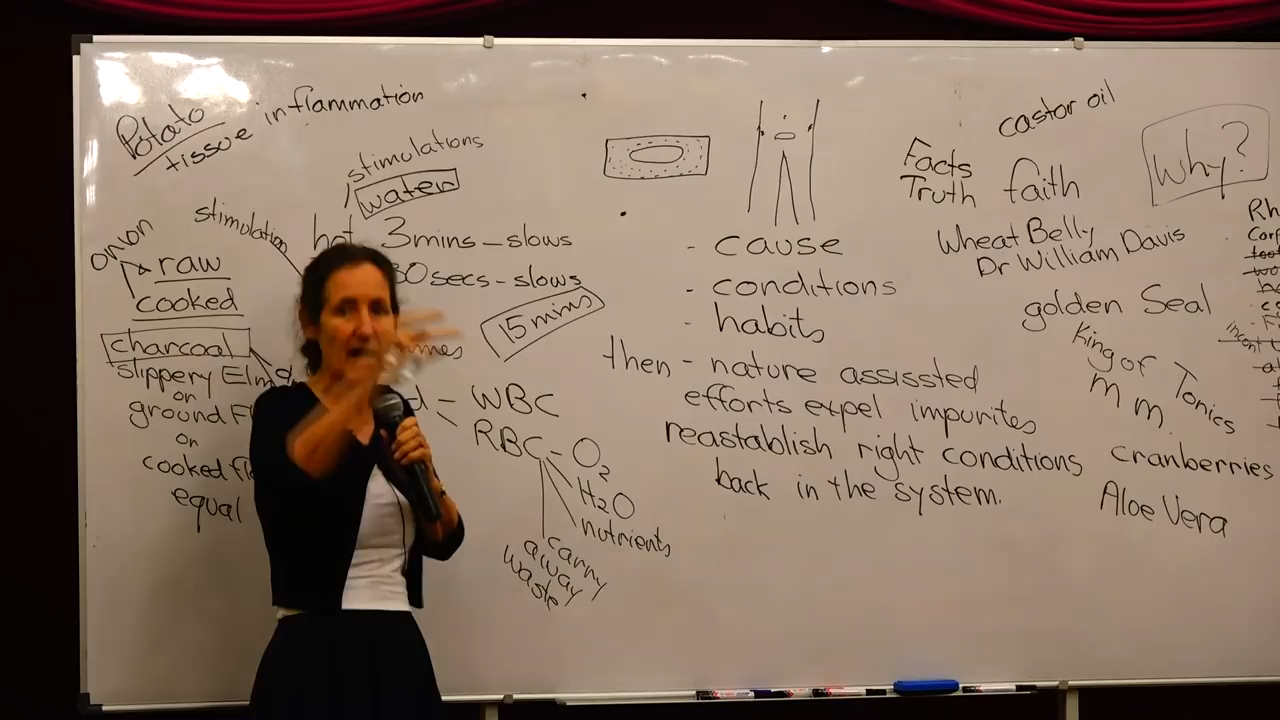 Potato
tissue inflammation
stimulations
water
hot 3mins - slows
30secs - slows
15 mins
stimulation
onion
raw
cooked
charcoal
slippery Elm
or
ground
or
cooked
equal
WBC
RBC - O2
H2O
nutrients
carry
away
waste
- cause
- conditions
- habits
then - nature assissted
efforts expel impurites
reastablish right conditions
back in the system.
castor oil
Facts
Truth faith
Why?
Wheat Belly
Dr William Davis
golden Seal
King of Tonics
M M
cranberries
Aloe Vera